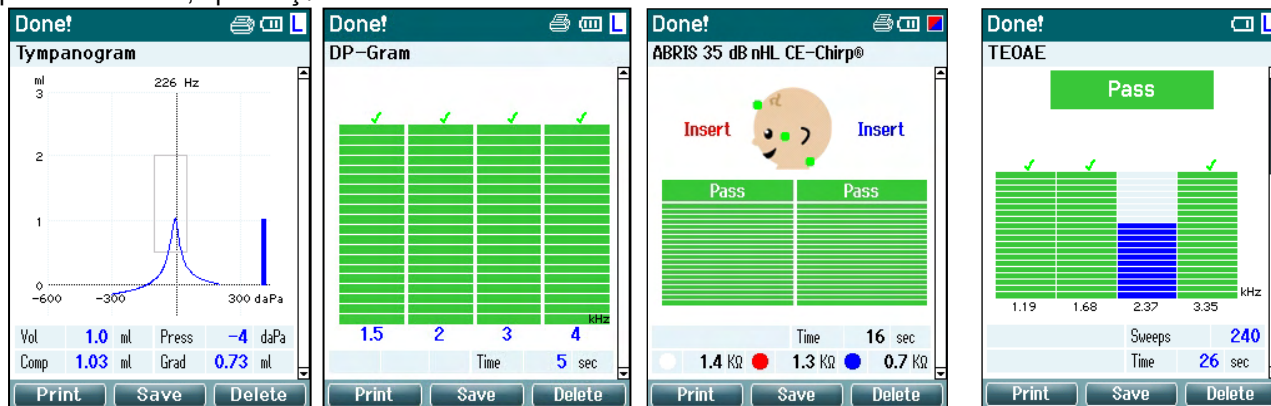 Done! L
Tympanogram
ml
226 Hz
3
2
1
0
-600 -300 300 daPa
Vol 1.0 ml Press -4 daPa
Comp 1.03 ml Grad 0.73 ml
Print Save Delete
Done! L
DP-Gram
kHz
1.5 2 3 4
Time 5 sec
Print Save Delete
Done!
ABRIS 35 dB nHL CE-Chirp®
Insert Insert
Pass Pass
Time 16 sec
1.4 KΩ 1.3 KΩ 0.7 KΩ
Print Save Delete
Done! L
TEOAE
Pass
kHz
1.19 1.68 2.37 3.35
Sweeps 240
Time 26 sec
Print Save Delete